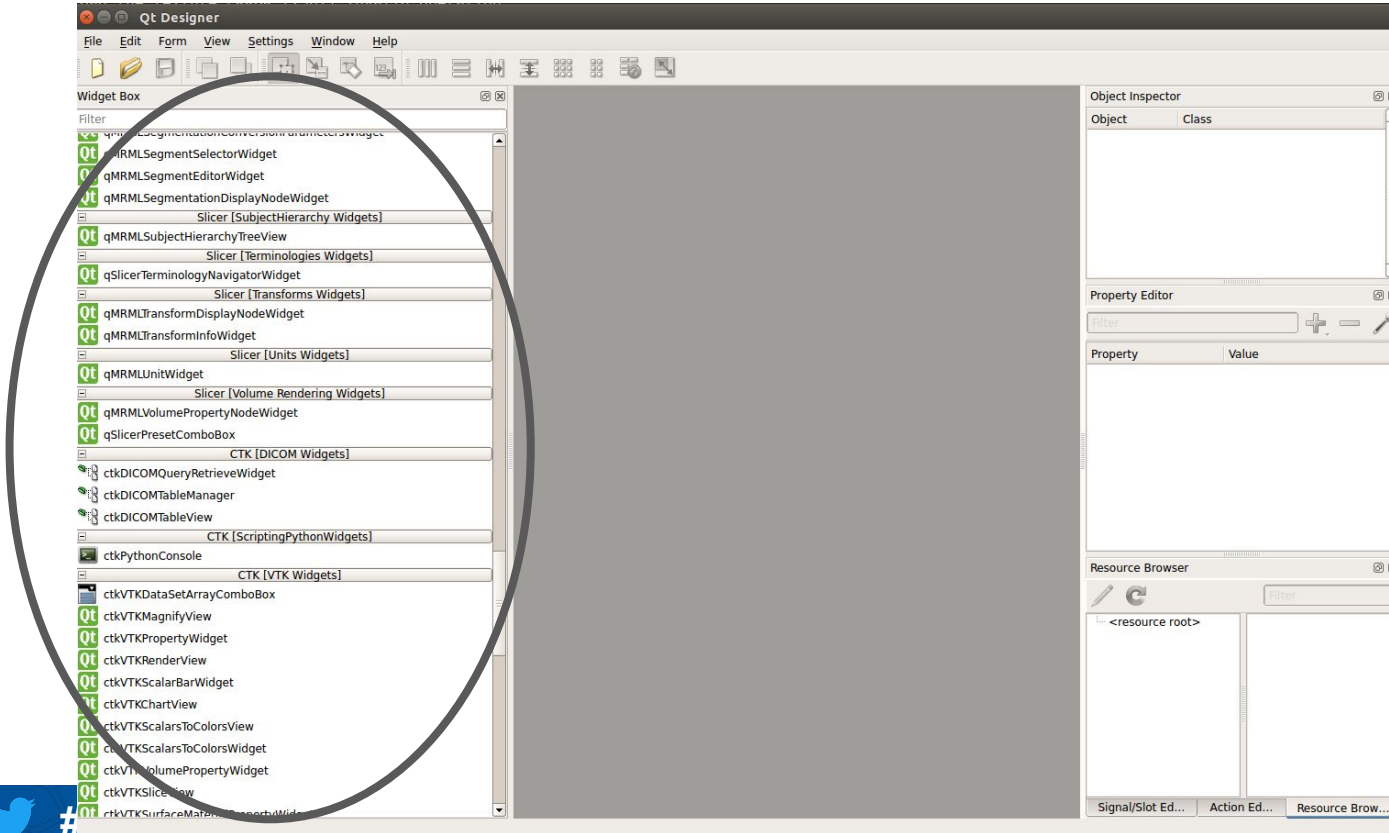 Qt Designer
File Edit Form View Settings Window Help
Widget Box
Filter
qMRMLSegmentSelectorWidget
qMRMLSegmentEditorWidget
qMRMLSegmentationDisplayNodeWidget
Slicer [SubjectHierarchy Widgets]
qMRMLSubjectHierarchyTreeView
Slicer [Terminologies Widgets]
qSlicerTerminologyNavigatorWidget
Slicer [Transforms Widgets]
qMRMLTransformDisplayNodeWidget
qMRMLTransformInfoWidget
Slicer [Units Widgets]
qMRMLUnitWidget
Slicer [Volume Rendering Widgets]
qMRMLVolumePropertyNodeWidget
qSlicerPresetComboBox
CTK [DICOM Widgets]
ctkDICOMQueryRetrieveWidget
ctkDICOMTableManager
ctkDICOMTableView
CTK [ScriptingPythonWidgets]
ctkPythonConsole
CTK [VTK Widgets]
ctkVTKDataSetArrayComboBox
ctkVTKMagnifyView
ctkVTKPropertyWidget
ctkVTKRenderView
ctkVTKScalarBarWidget
ctkVTKChartView
ctkVTKScalarsToColorsView
ctkVTKScalarsToColorsWidget
ctkVTKVolumePropertyWidget
ctkVTKSliceView
#
Object Inspector
Object Class
Property Editor
Filter
Property Value
Resource Browser
Filter
<resource root>
Signal/Slot Ed... Action Ed... Resource Brow...